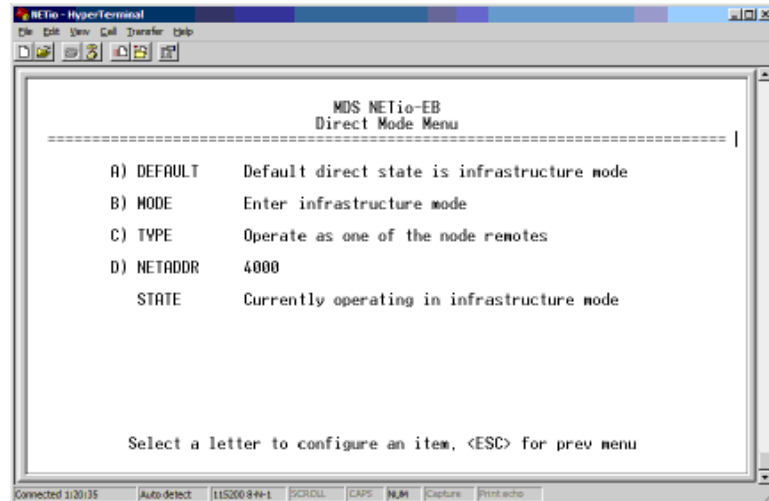 NETio - HyperTerminal
File Edit View Call Transfer Help
MDS NETio-EB
Direct Mode Menu
==============================================================================
A) DEFAULT Default direct state is infrastructure mode
B) MODE Enter infrastructure mode
C) TYPE Operate as one of the node remotes
D) NETADDR 4000
STATE Currently operating in infrastructure mode
Select a letter to configure an item, <ESC> for prev menu
Connected 1:20:35 Auto detect 115200 8-N-1 SCROLL CAPS NUM Capture Print echo